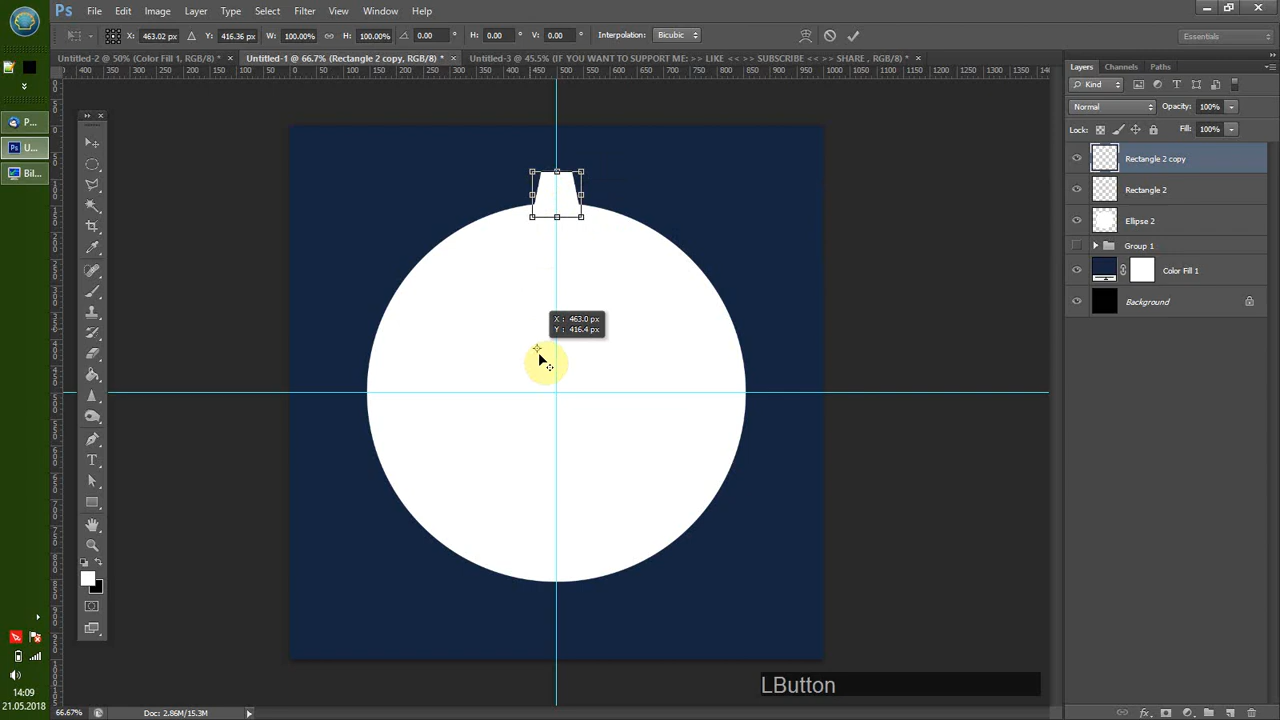 Ps File Edit Image Layer Type Select Filter 3D View Window Help
X: 463.02 px Y: 416.36 px W: 100.00% H: 100.00% 0.00 ° H: 0.00 ° V: 0.00 ° Interpolation: Bicubic Essentials
Untitled-2 @ 50% (Color Fill 1, RGB/8) * × Untitled-1 @ 66.7% (Rectangle 2 copy, RGB/8) * × Untitled-3 @ 45.5% (IF YOU WANT TO SUPPORT ME: >> LIKE << >> SUBSCRIBE << >> SHARE , RGB/8) * ×
Layers Channels Paths
Kind
Normal Opacity: 100%
Lock: Fill: 100%
Rectangle 2 copy
Rectangle 2
Ellipse 2
Group 1
Color Fill 1
Background
X : 463.0 px
Y : 416.4 px
P...
U...
Bil...
LButton
14:09
21.05.2018
66.67% Doc: 2.86M/15.3M